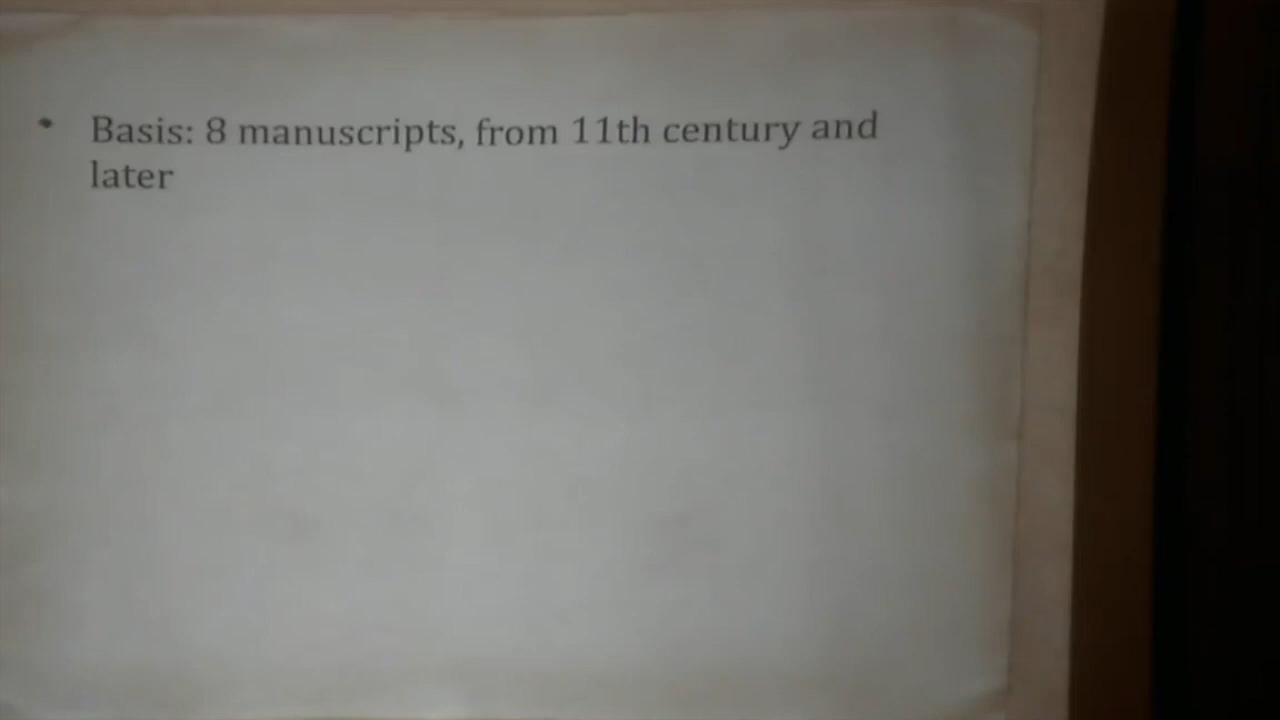 • Basis: 8 manuscripts, from 11th century and
later